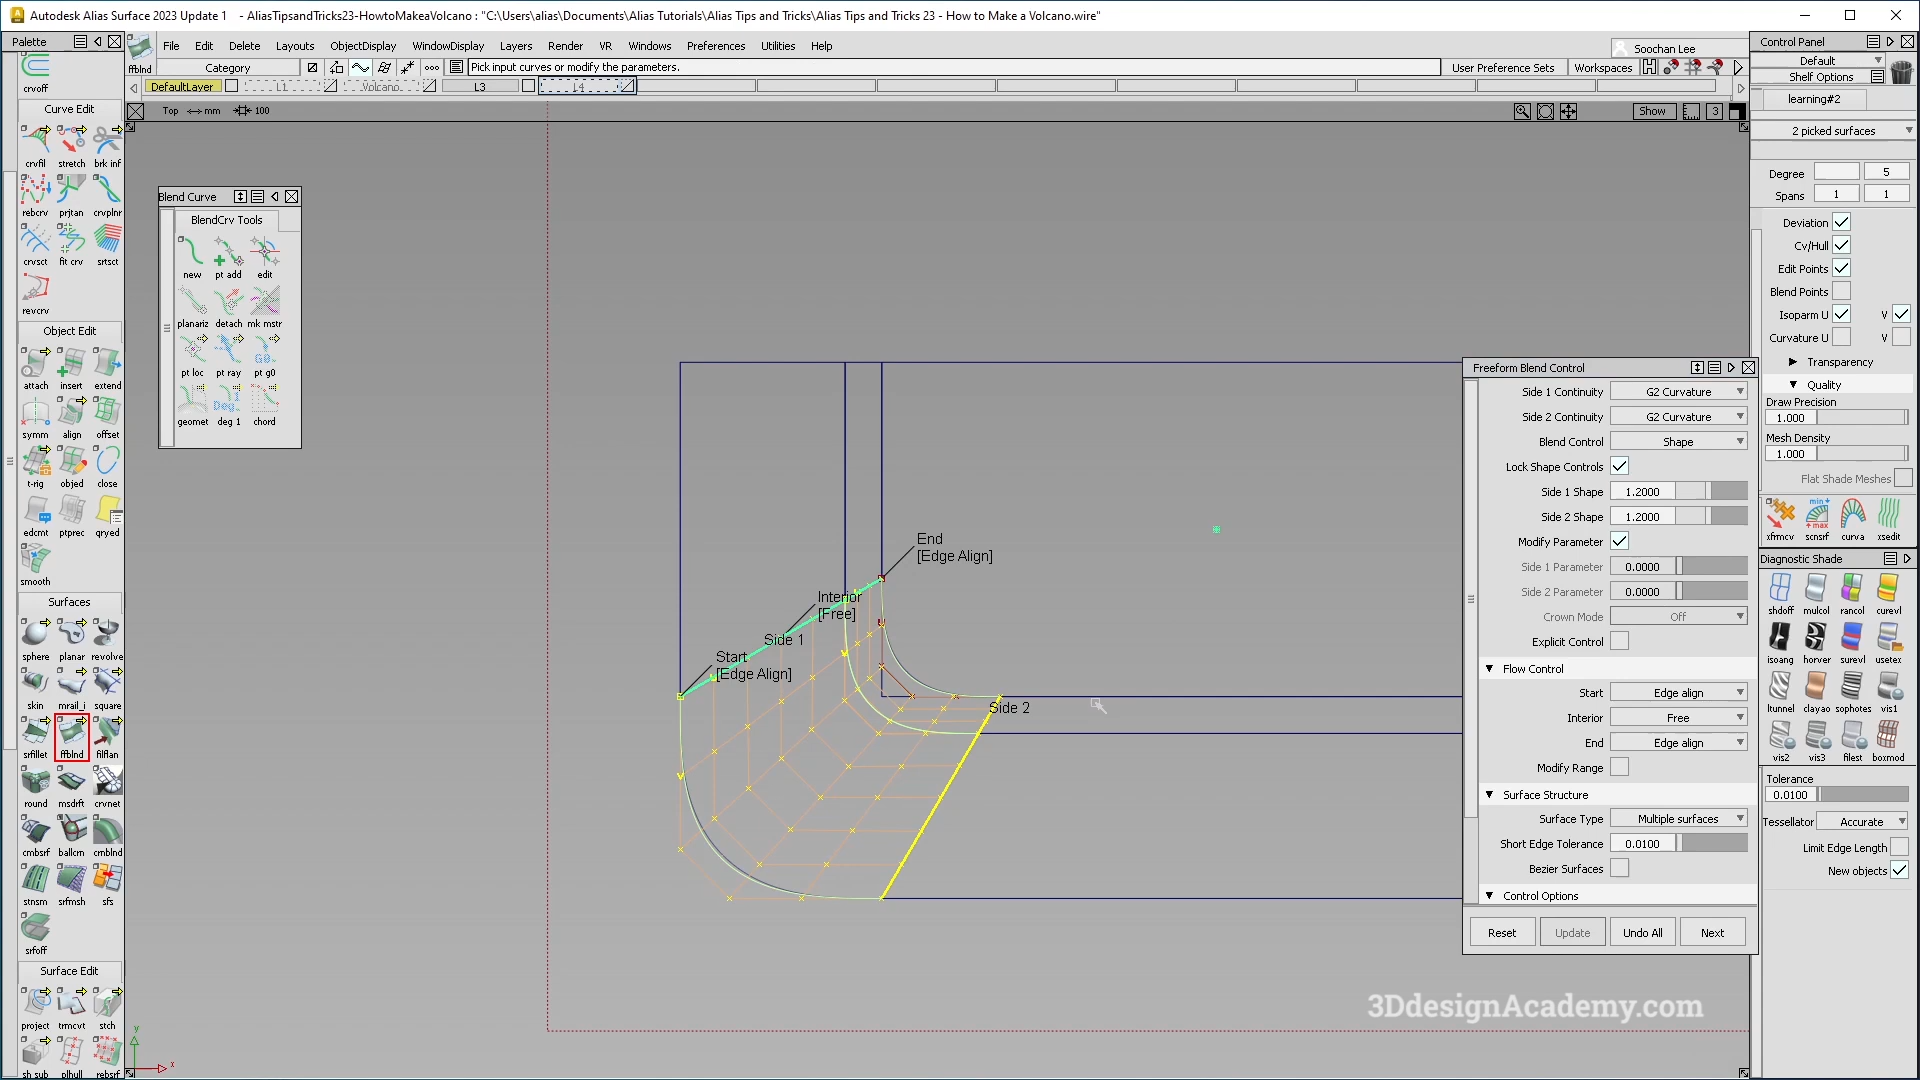 Autodesk Alias Surface 2023 Update 1 - AliasTipsandTricks23-HowtoMakeaVolcano : "C:\Users\alias\Documents\Alias Tutorials\Alias Tips and Tricks\Alias Tips and Tricks 23 - How to Make a Volcano.wire"
Palette
ffblnd
File Edit Delete Layouts ObjectDisplay WindowDisplay Layers Render VR Windows Preferences Utilities Help
Soochan Lee
Category
Pick input curves or modify the parameters.
User Preference Sets
Workspaces
DefaultLayer L1 Volcano L3 L4
Top mm 100
Show 3
crvoff
Curve Edit
crvfil stretch brk inf
rebcrv prjtan crvplnr
crvsct fit crv srtsct
revcrv
Object Edit
attach insert extend
symm align offset
t-rig objed close
edcmt ptprec qryed
smooth
Surfaces
sphere planar revolve
skin mrail_i square
srfillet ffblnd filflan
round msdrft crvnet
cmbsrf ballcrn crnblnd
stnsm srfmsh sfs
srfoff
Surface Edit
project trmcvt stch
sh sub plhull rebsrf
Blend Curve
BlendCrv Tools
new pt add edit
planariz detach mk mstr
pt loc pt ray pt g0
G0.
Deg.
geomet deg 1 chord
End
[Edge Align]
Interior
[Free]
Side 1
Start
[Edge Align]
Side 2
y
x
Freeform Blend Control
Side 1 Continuity G2 Curvature
Side 2 Continuity G2 Curvature
Blend Control Shape
Lock Shape Controls
Side 1 Shape 1.2000
Side 2 Shape 1.2000
Modify Parameter
Side 1 Parameter 0.0000
Side 2 Parameter 0.0000
Crown Mode Off
Explicit Control
Flow Control
Start Edge align
Interior Free
End Edge align
Modify Range
Surface Structure
Surface Type Multiple surfaces
Short Edge Tolerance 0.0100
Bezier Surfaces
Control Options
Reset Update Undo All Next
3DdesignAcademy.com
Control Panel
Default
Shelf Options
learning#2
2 picked surfaces
Degree 5
Spans 1 1
Deviation
Cv/Hull
Edit Points
Blend Points
Isoparm U V
Curvature U V
Transparency
Quality
Draw Precision
1.000
Mesh Density
1.000
Flat Shade Meshes
min+
+max
xfrmcv scnsrf curva xsedit
Diagnostic Shade
shdoff mulcol rancol curevl
isoang horver surevl usetex
ltunnel clayao sophotes vis1
vis2 vis3 filest boxmod
Tolerance
0.0100
Tessellator Accurate
Limit Edge Length
New objects